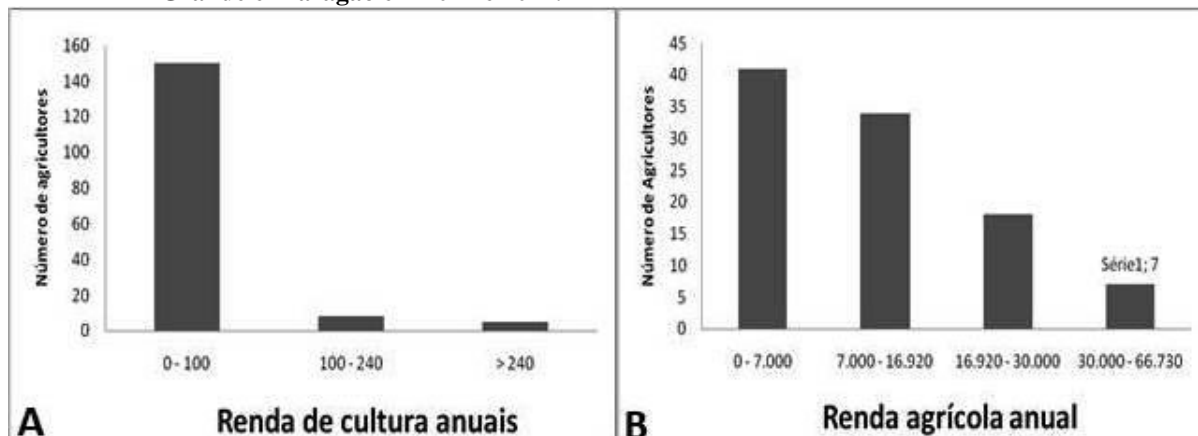 160
140
120
100
80
60
40
20
0
Número de agricultores
0 - 100
100 - 240
> 240
A
Renda de cultura anuais
45
40
35
30
25
20
15
10
5
0
Número de Agricultores
Série1; 7
0 - 7.000
7.000 - 16.920
16.920 - 30.000
30.000 - 66.730
B
Renda agrícola anual